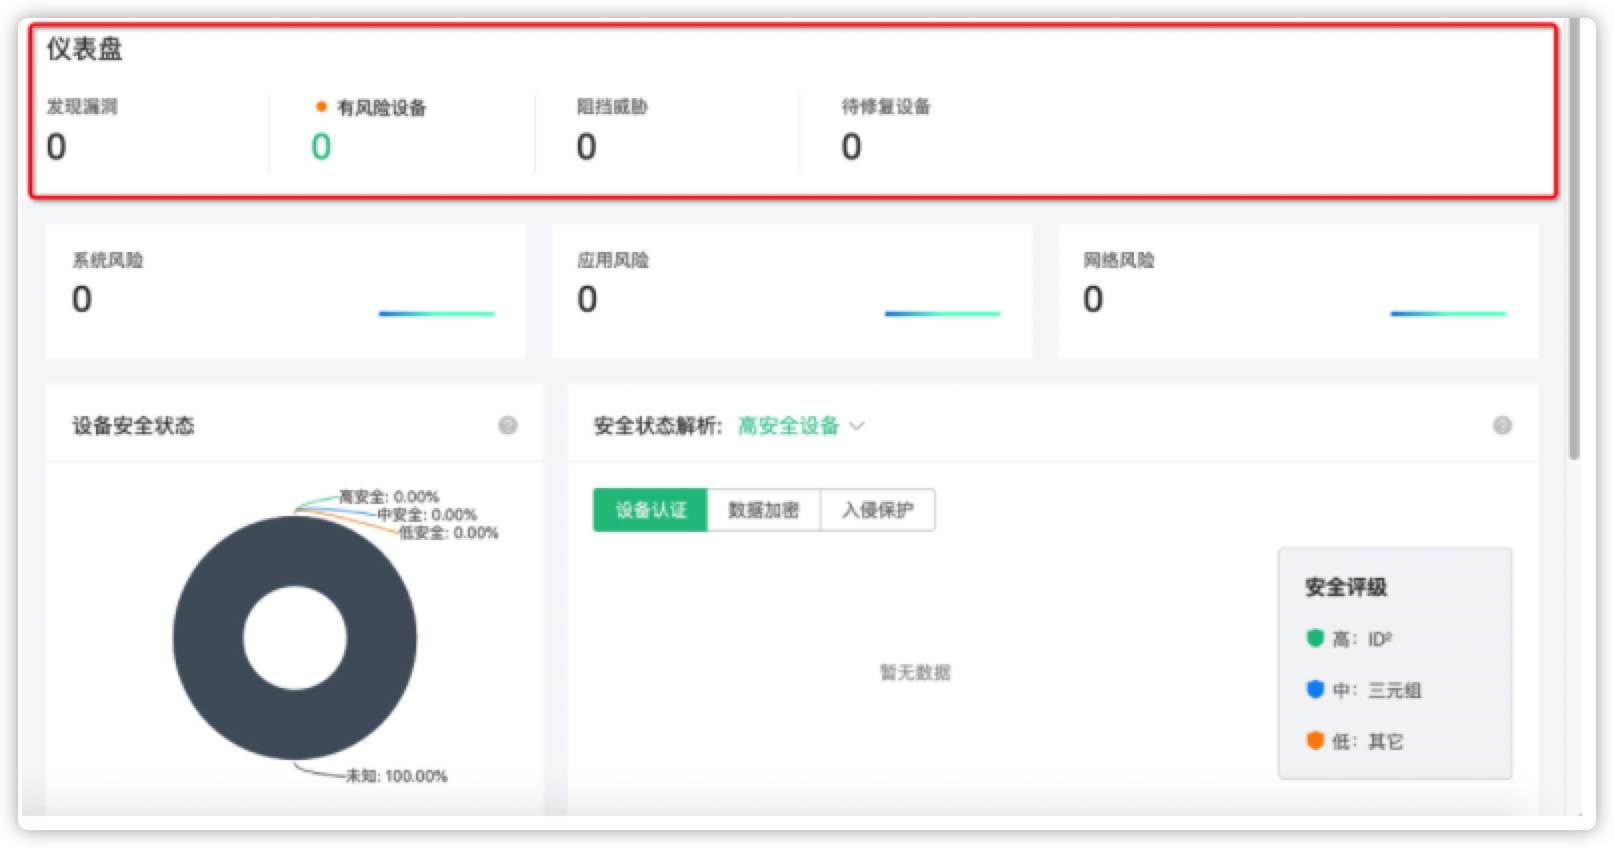 仪表盘
发现漏洞
0
有风险设备
0
阻挡威胁
0
待修复设备
0
系统风险
0
应用风险
0
网络风险
0
设备安全状态
高安全: 0.00%
中安全: 0.00%
低安全: 0.00%
未知: 100.00%
安全状态解析: 高安全设备
设备认证 数据加密 入侵保护
暂无数据
安全评级
高: ID²
中: 三元组
低: 其它